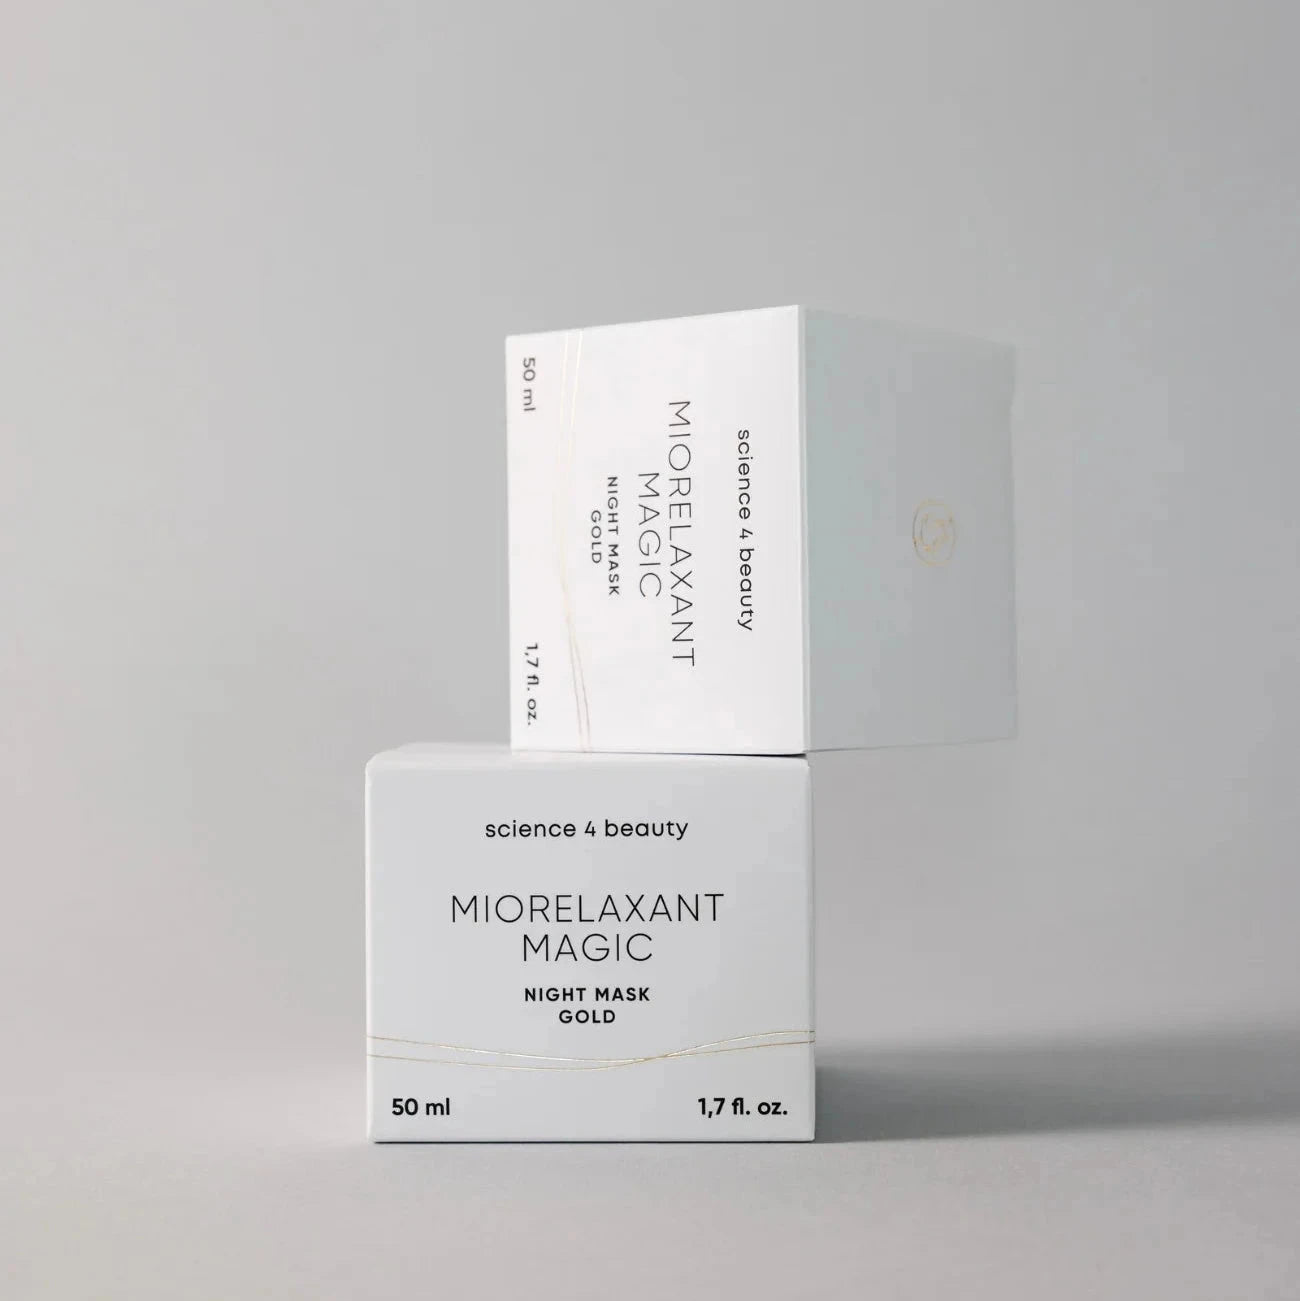 science 4 beauty
MIORELAXANT
MAGIC
NIGHT MASK
GOLD
50 ml
1,7 fl. oz.
science 4 beauty
MIORELAXANT
MAGIC
NIGHT MASK
GOLD
50 ml
1,7 fl. oz.